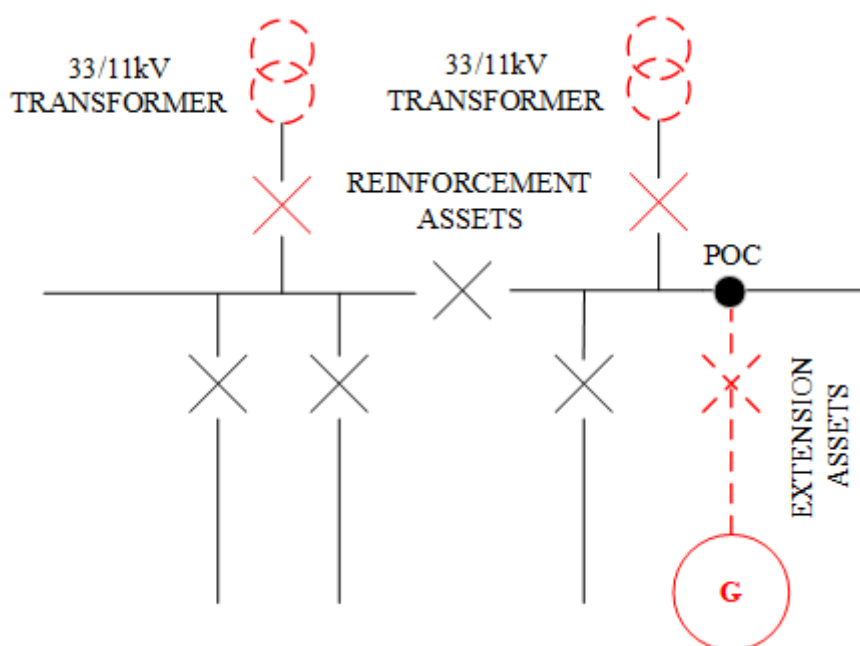 33/11kV
TRANSFORMER
33/11kV
TRANSFORMER
REINFORCEMENT
ASSETS
POC
EXTENSION
ASSETS
G